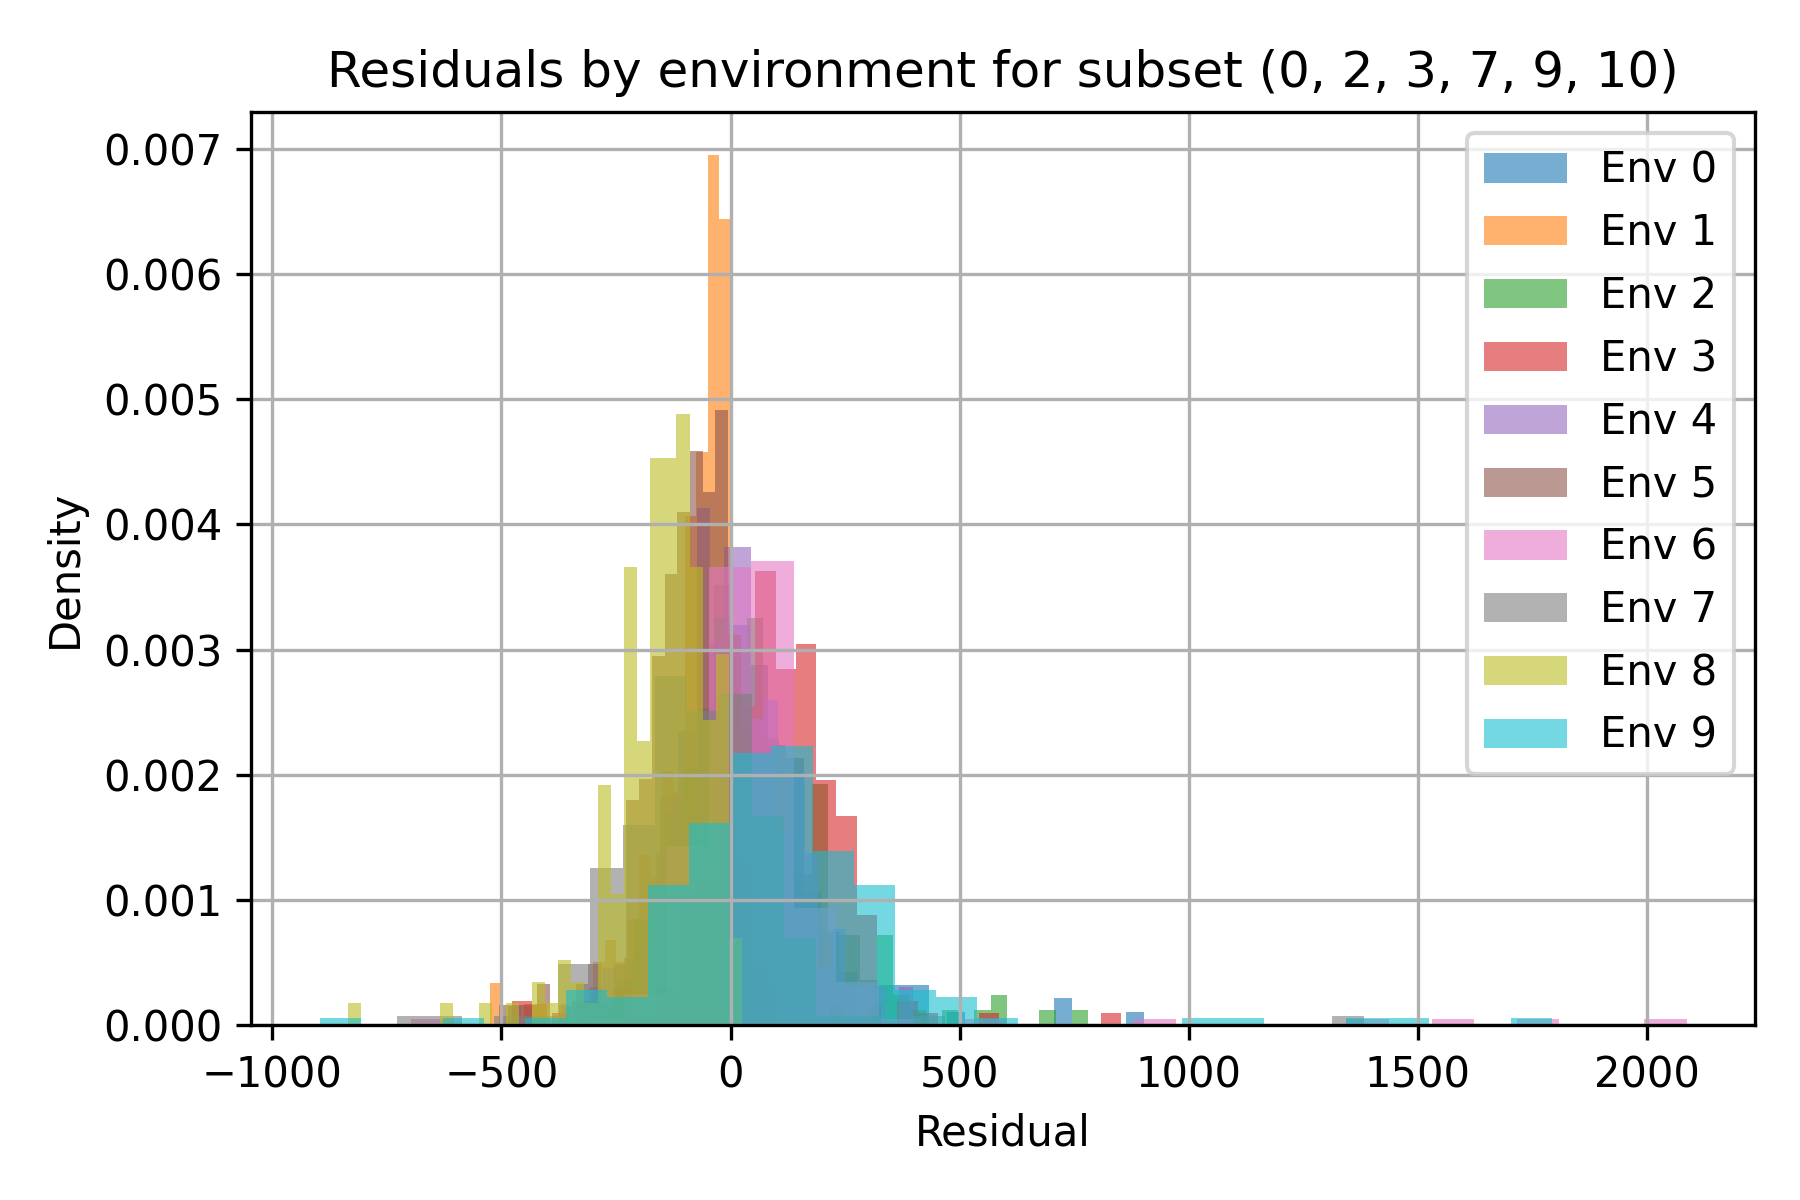 Residuals by environment for subset (0, 2, 3, 7, 9, 10)
0.007
0.006
0.005
0.004
0.003
0.002
0.001
0.000
Density
−1000
−500
0
500
1000
1500
2000
Residual
Env 0
Env 1
Env 2
Env 3
Env 4
Env 5
Env 6
Env 7
Env 8
Env 9